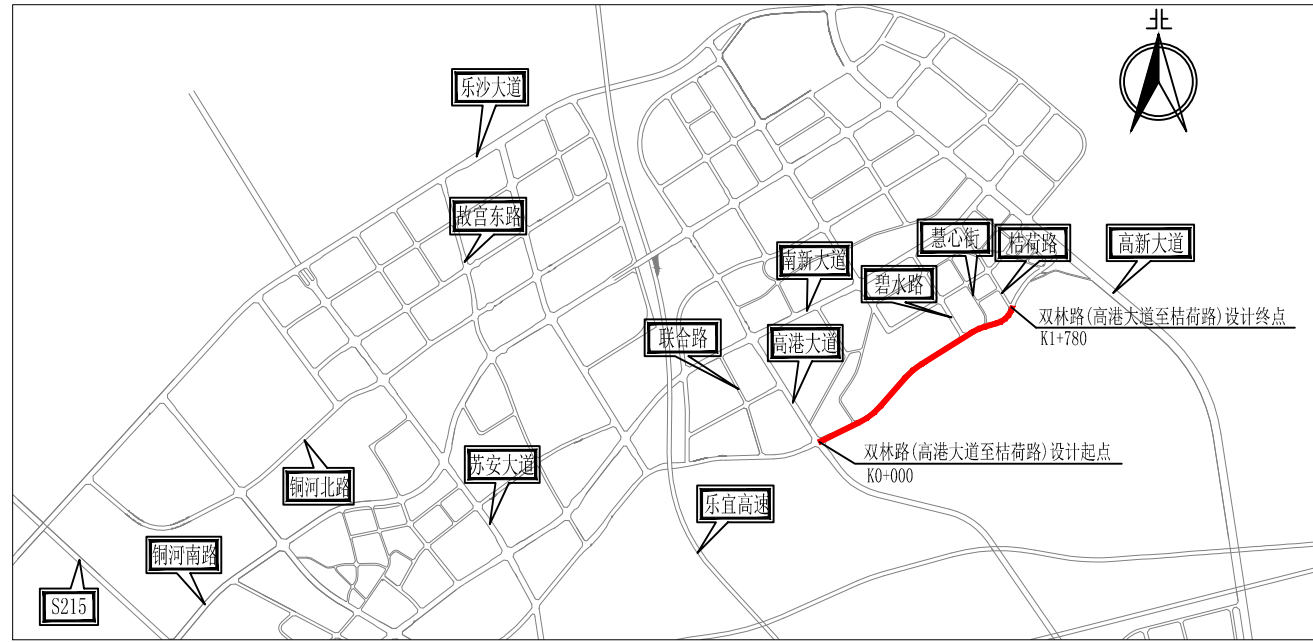 北
乐沙大道
故宫东路
慧心街
桔荷路
高新大道
南新大道
碧水路
双林路(高港大道至桔荷路)设计终点
K1+780
联合路
高港大道
双林路(高港大道至桔荷路)设计起点
K0+000
苏安大道
铜河北路
乐宜高速
铜河南路
S215